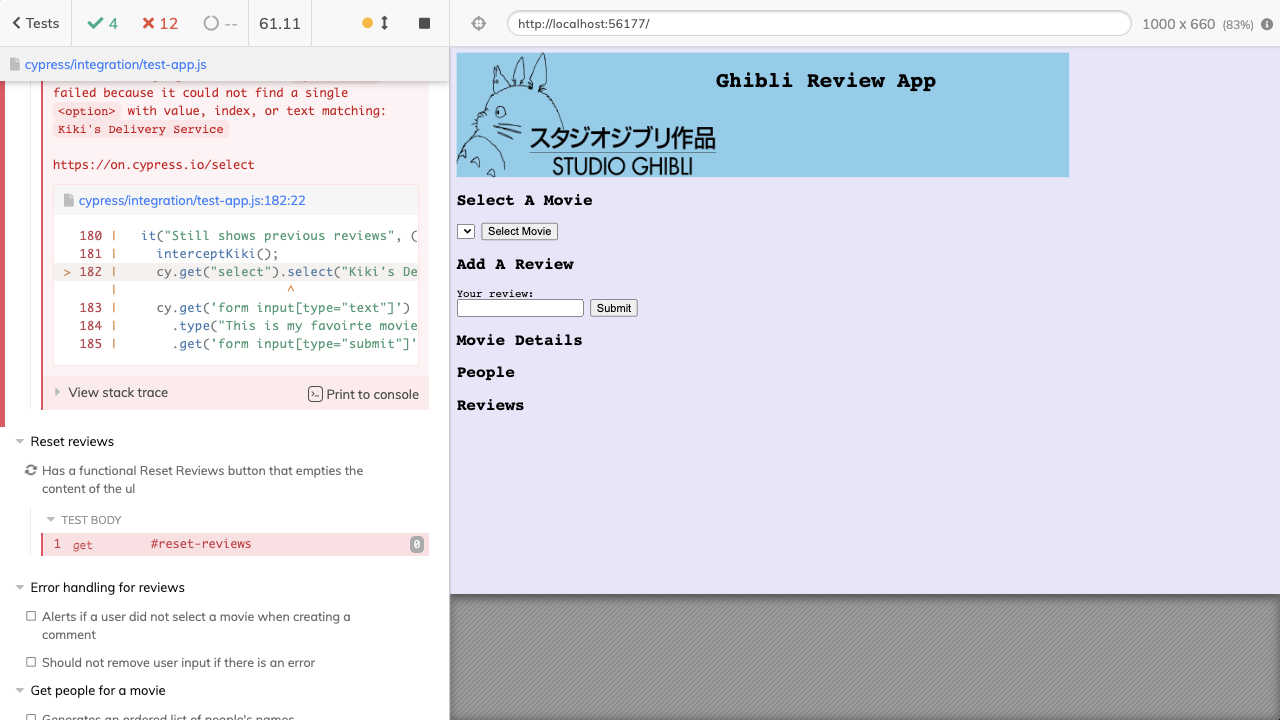 Tests
4
12
--
61.11
http://localhost:56177/
1000 x 660 (83%)
cypress/integration/test-app.js
failed because it could not find a single
<option> with value, index, or text matching:
Kiki's Delivery Service
https://on.cypress.io/select
cypress/integration/test-app.js:182:22
180 | it("Still shows previous reviews", (
181 | interceptKiki();
> 182 | cy.get("select").select("Kiki's De
| ^
183 | cy.get('form input[type="text"]')
184 | .type("This is my favoirte movie
185 | .get('form input[type="submit"]'
View stack trace
Print to console
Reset reviews
Has a functional Reset Reviews button that empties the
content of the ul
TEST BODY
1 get #reset-reviews 0
Error handling for reviews
Alerts if a user did not select a movie when creating a
comment
Should not remove user input if there is an error
Get people for a movie
Generates an ordered list of people's names
Ghibli Review App
スタジオジブリ作品
STUDIO GHIBLI
Select A Movie
Select Movie
Add A Review
Your review:
Submit
Movie Details
People
Reviews